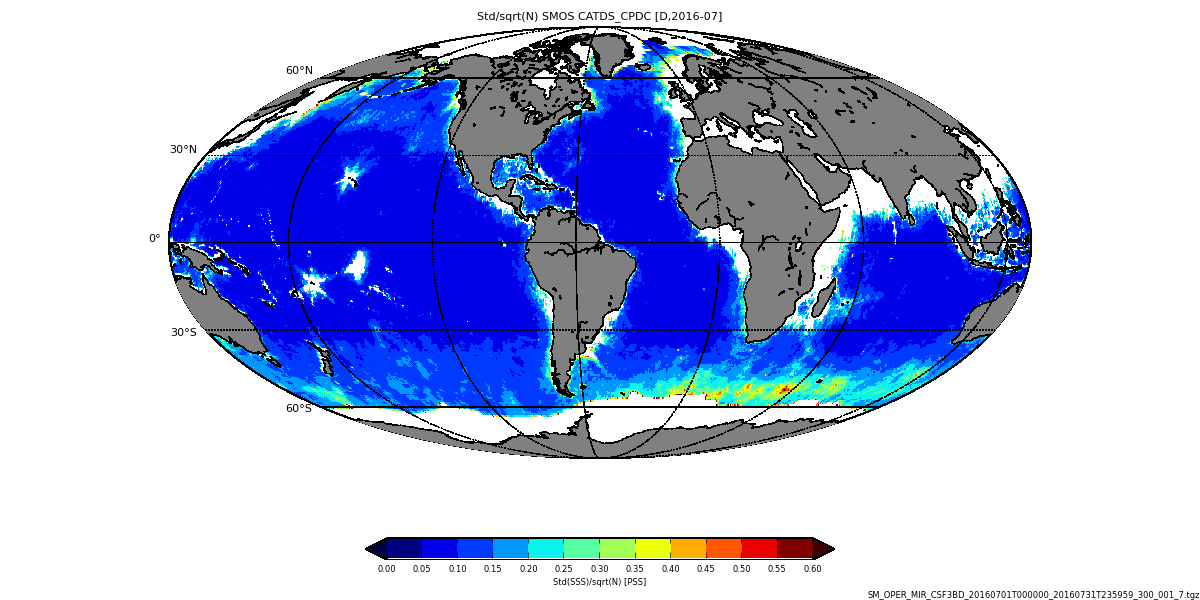 Std/sqrt(N) SMOS CATDS_CPDC [D,2016-07]
60°N
30°N
0°
30°S
60°S
0.00 0.05 0.10 0.15 0.20 0.25 0.30 0.35 0.40 0.45 0.50 0.55 0.60
Std(SSS)/sqrt(N) [PSS]
SM_OPER_MIR_CSF3BD_20160701T000000_20160731T235959_300_001_7.tgz